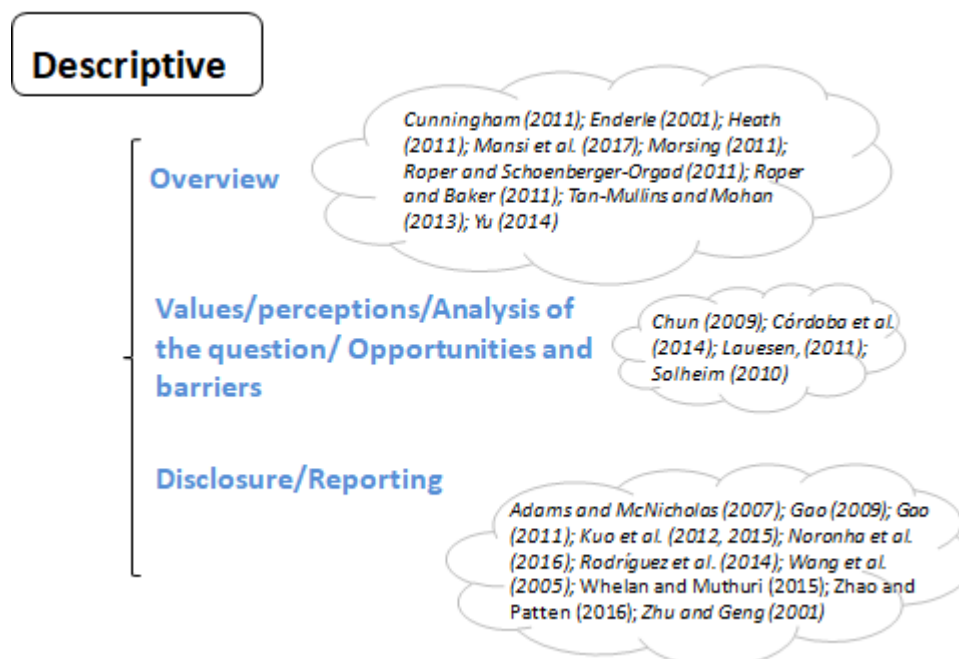 Descriptive
Overview
Cunningham (2011); Enderle (2001); Heath
(2011); Mansi et al. (2017); Morsing (2011);
Roper and Schoenberger-Orgad (2011); Roper
and Baker (2011); Tan-Mullins and Mohan
(2013); Yu (2014)
Values/perceptions/Analysis of
the question/ Opportunities and
barriers
Chun (2009); Córdoba et al.
(2014); Lauesen, (2011);
Solheim (2010)
Disclosure/Reporting
Adams and McNicholas (2007); Gao (2009); Gao
(2011); Kuo et al. (2012, 2015); Noronha et al.
(2016); Rodríguez et al. (2014); Wang et al.
(2005); Whelan and Muthuri (2015); Zhao and
Patten (2016); Zhu and Geng (2001)